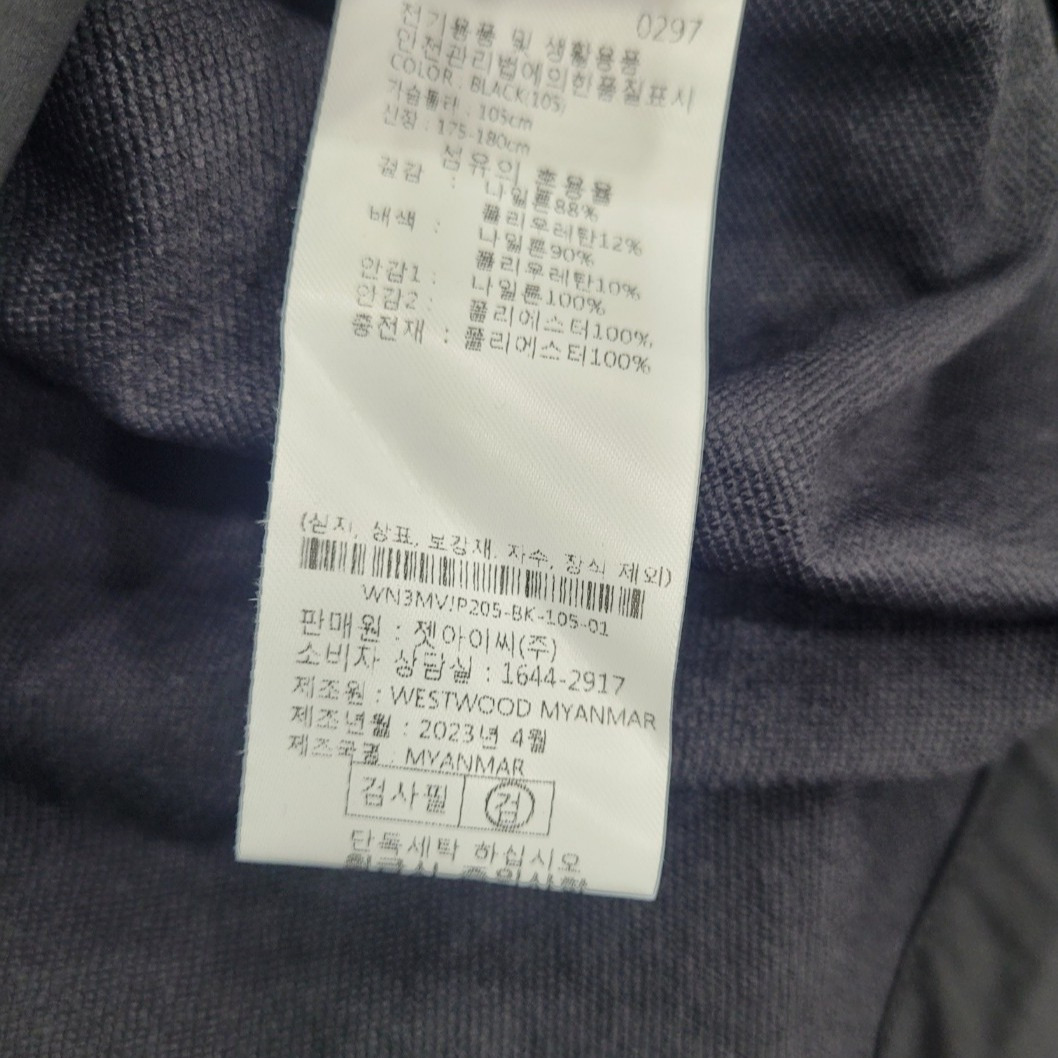 0297
전기용품 및 생활용품
안전관리법에의한품질표시
COLOR : BLACK(105)
가슴둘레 : 105cm
신장 : 175-180cm
섬유의 혼용율
겉감 : 나일론88%
폴리우레탄12%
배색 : 나일론90%
폴리우레탄10%
안감1 : 나일론100%
안감2 : 폴리에스터100%
충전재 : 폴리에스터100%
(심지, 상표, 보강재, 자수, 장식 제외)
WN3MVJP205-BK-105-01
판매원 : 젯아이씨(주)
소비자 상담실 : 1644-2917
제조원 : WESTWOOD MYANMAR
제조년월 : 2023년 4월
제조국명 : MYANMAR
검사필 검
단독세탁 하십시오